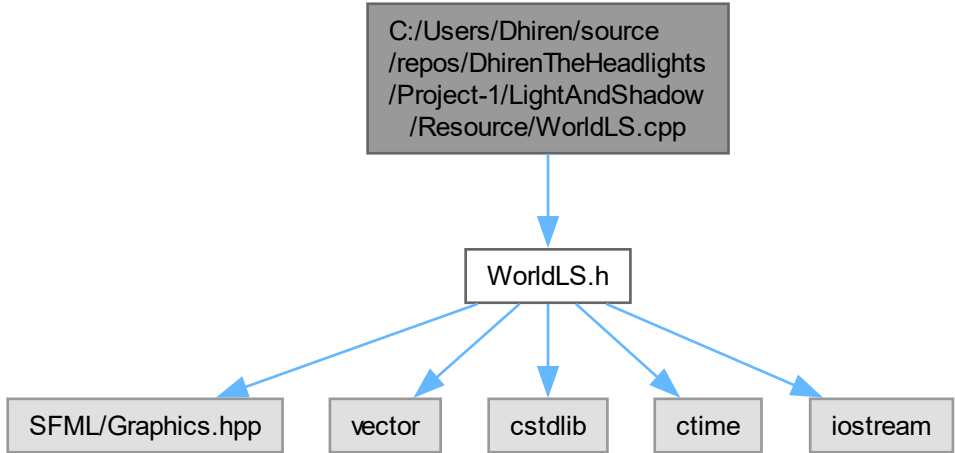 C:/Users/Dhiren/source
/repos/DhirenTheHeadlights
/Project-1/LightAndShadow
/Resource/WorldLS.cpp
WorldLS.h
SFML/Graphics.hpp
vector
cstdlib
ctime
iostream